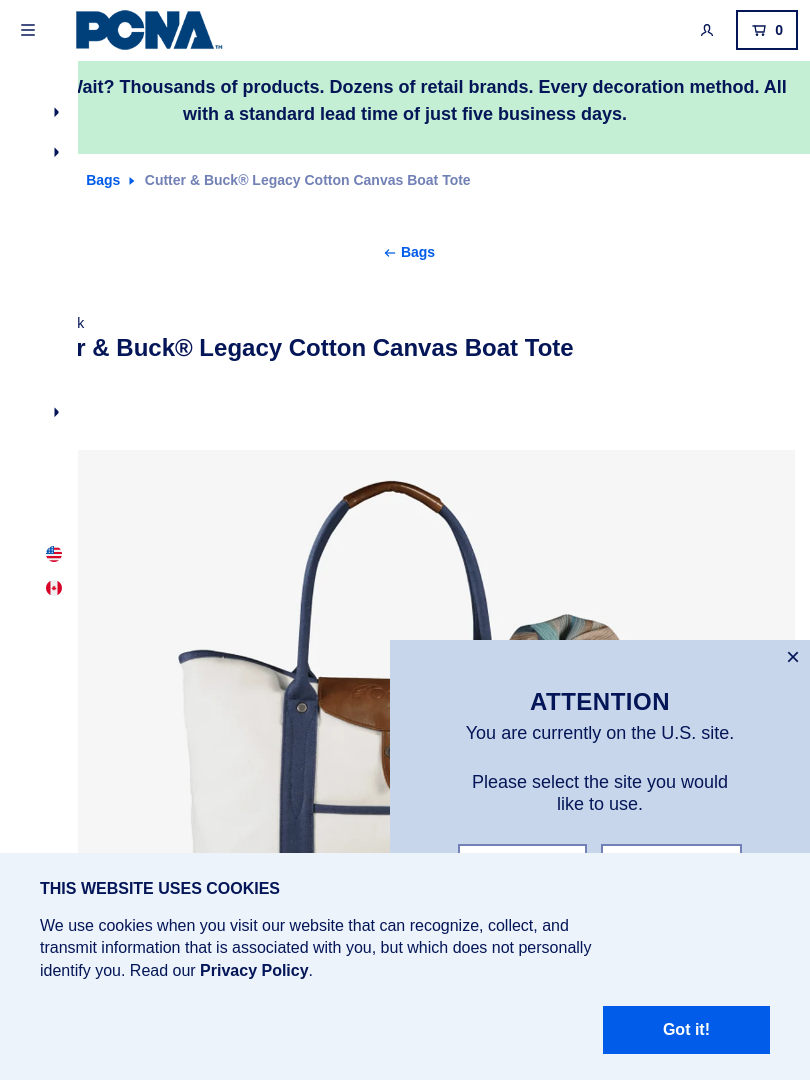 PCNA™
0
Wait? Thousands of products. Dozens of retail brands. Every decoration method. All
with a standard lead time of just five business days.
Bags
Cutter & Buck® Legacy Cotton Canvas Boat Tote
Bags
k
r & Buck® Legacy Cotton Canvas Boat Tote
ATTENTION
You are currently on the U.S. site.
Please select the site you would
like to use.
THIS WEBSITE USES COOKIES
We use cookies when you visit our website that can recognize, collect, and
transmit information that is associated with you, but which does not personally
identify you. Read our Privacy Policy.
Got it!